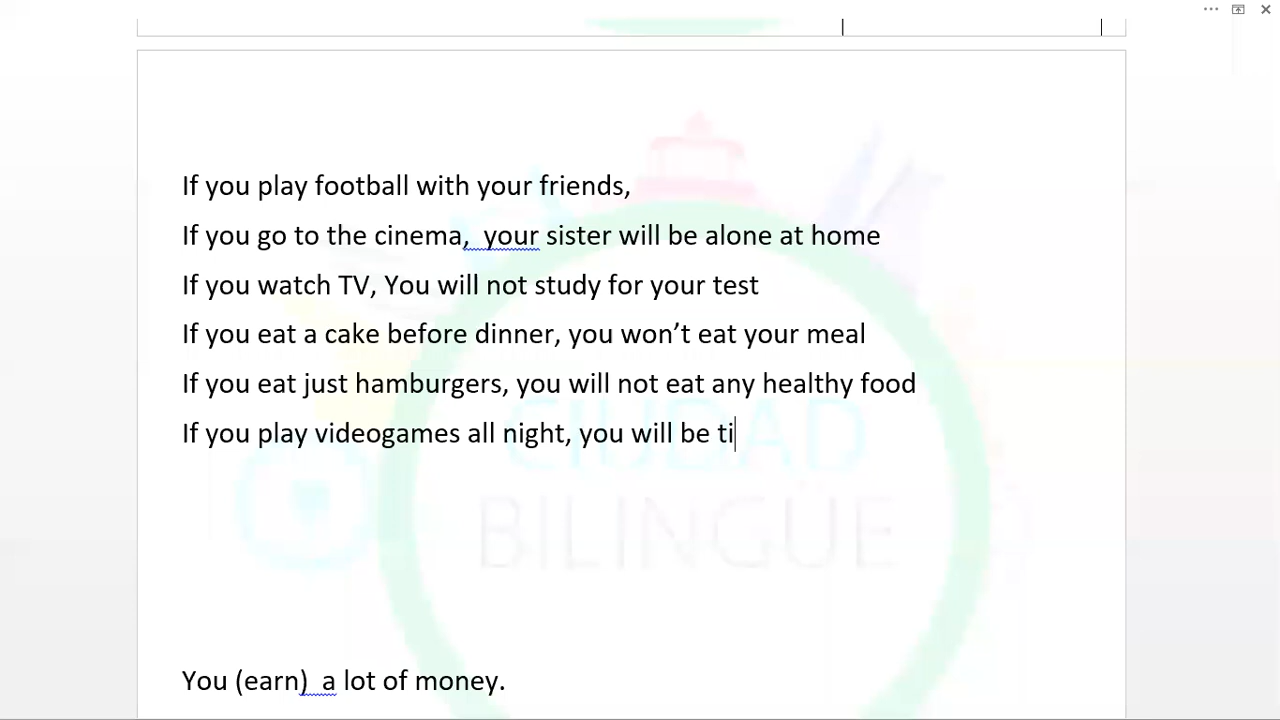 If you play football with your friends,
If you go to the cinema,  your sister will be alone at home
If you watch TV, You will not study for your test
If you eat a cake before dinner, you won’t eat your meal
If you eat just hamburgers, you will not eat any healthy food
If you play videogames all night, you will be ti
CIUDAD
BILINGUE
You (earn)  a lot of money.